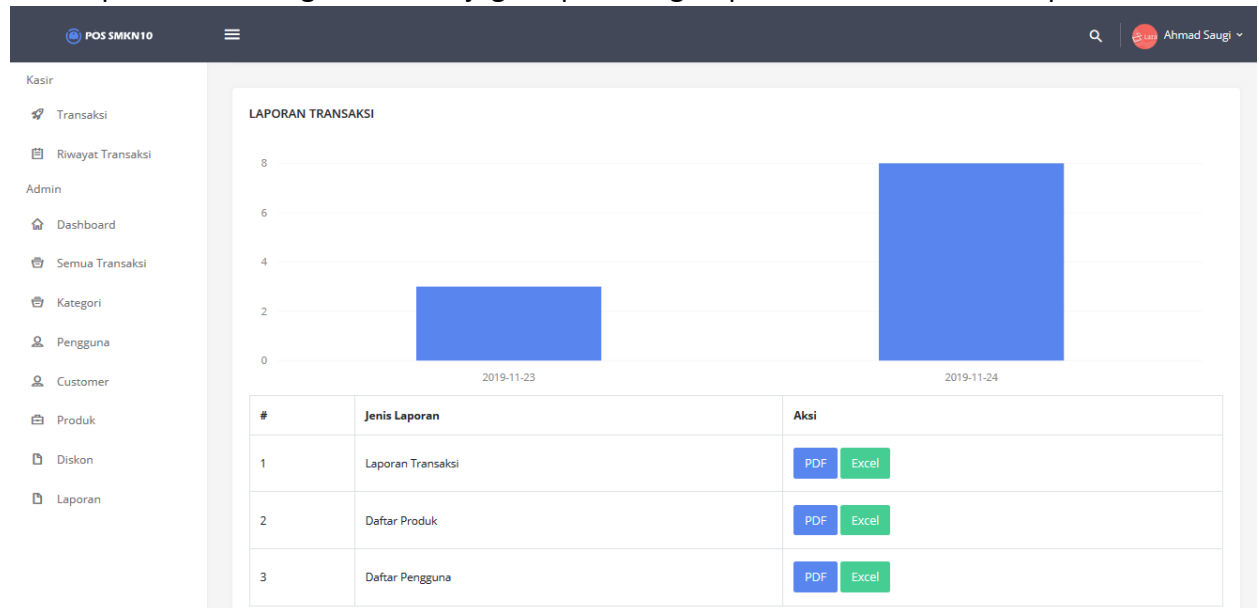 POS SMKN10
Ahmad Saugi
Kasir
Transaksi
Riwayat Transaksi
Admin
Dashboard
Semua Transaksi
Kategori
Pengguna
Customer
Produk
Diskon
Laporan
LAPORAN TRANSAKSI
8
6
4
2
0
2019-11-23 2019-11-24
# Jenis Laporan Aksi
1 Laporan Transaksi PDF Excel
2 Daftar Produk PDF Excel
3 Daftar Pengguna PDF Excel